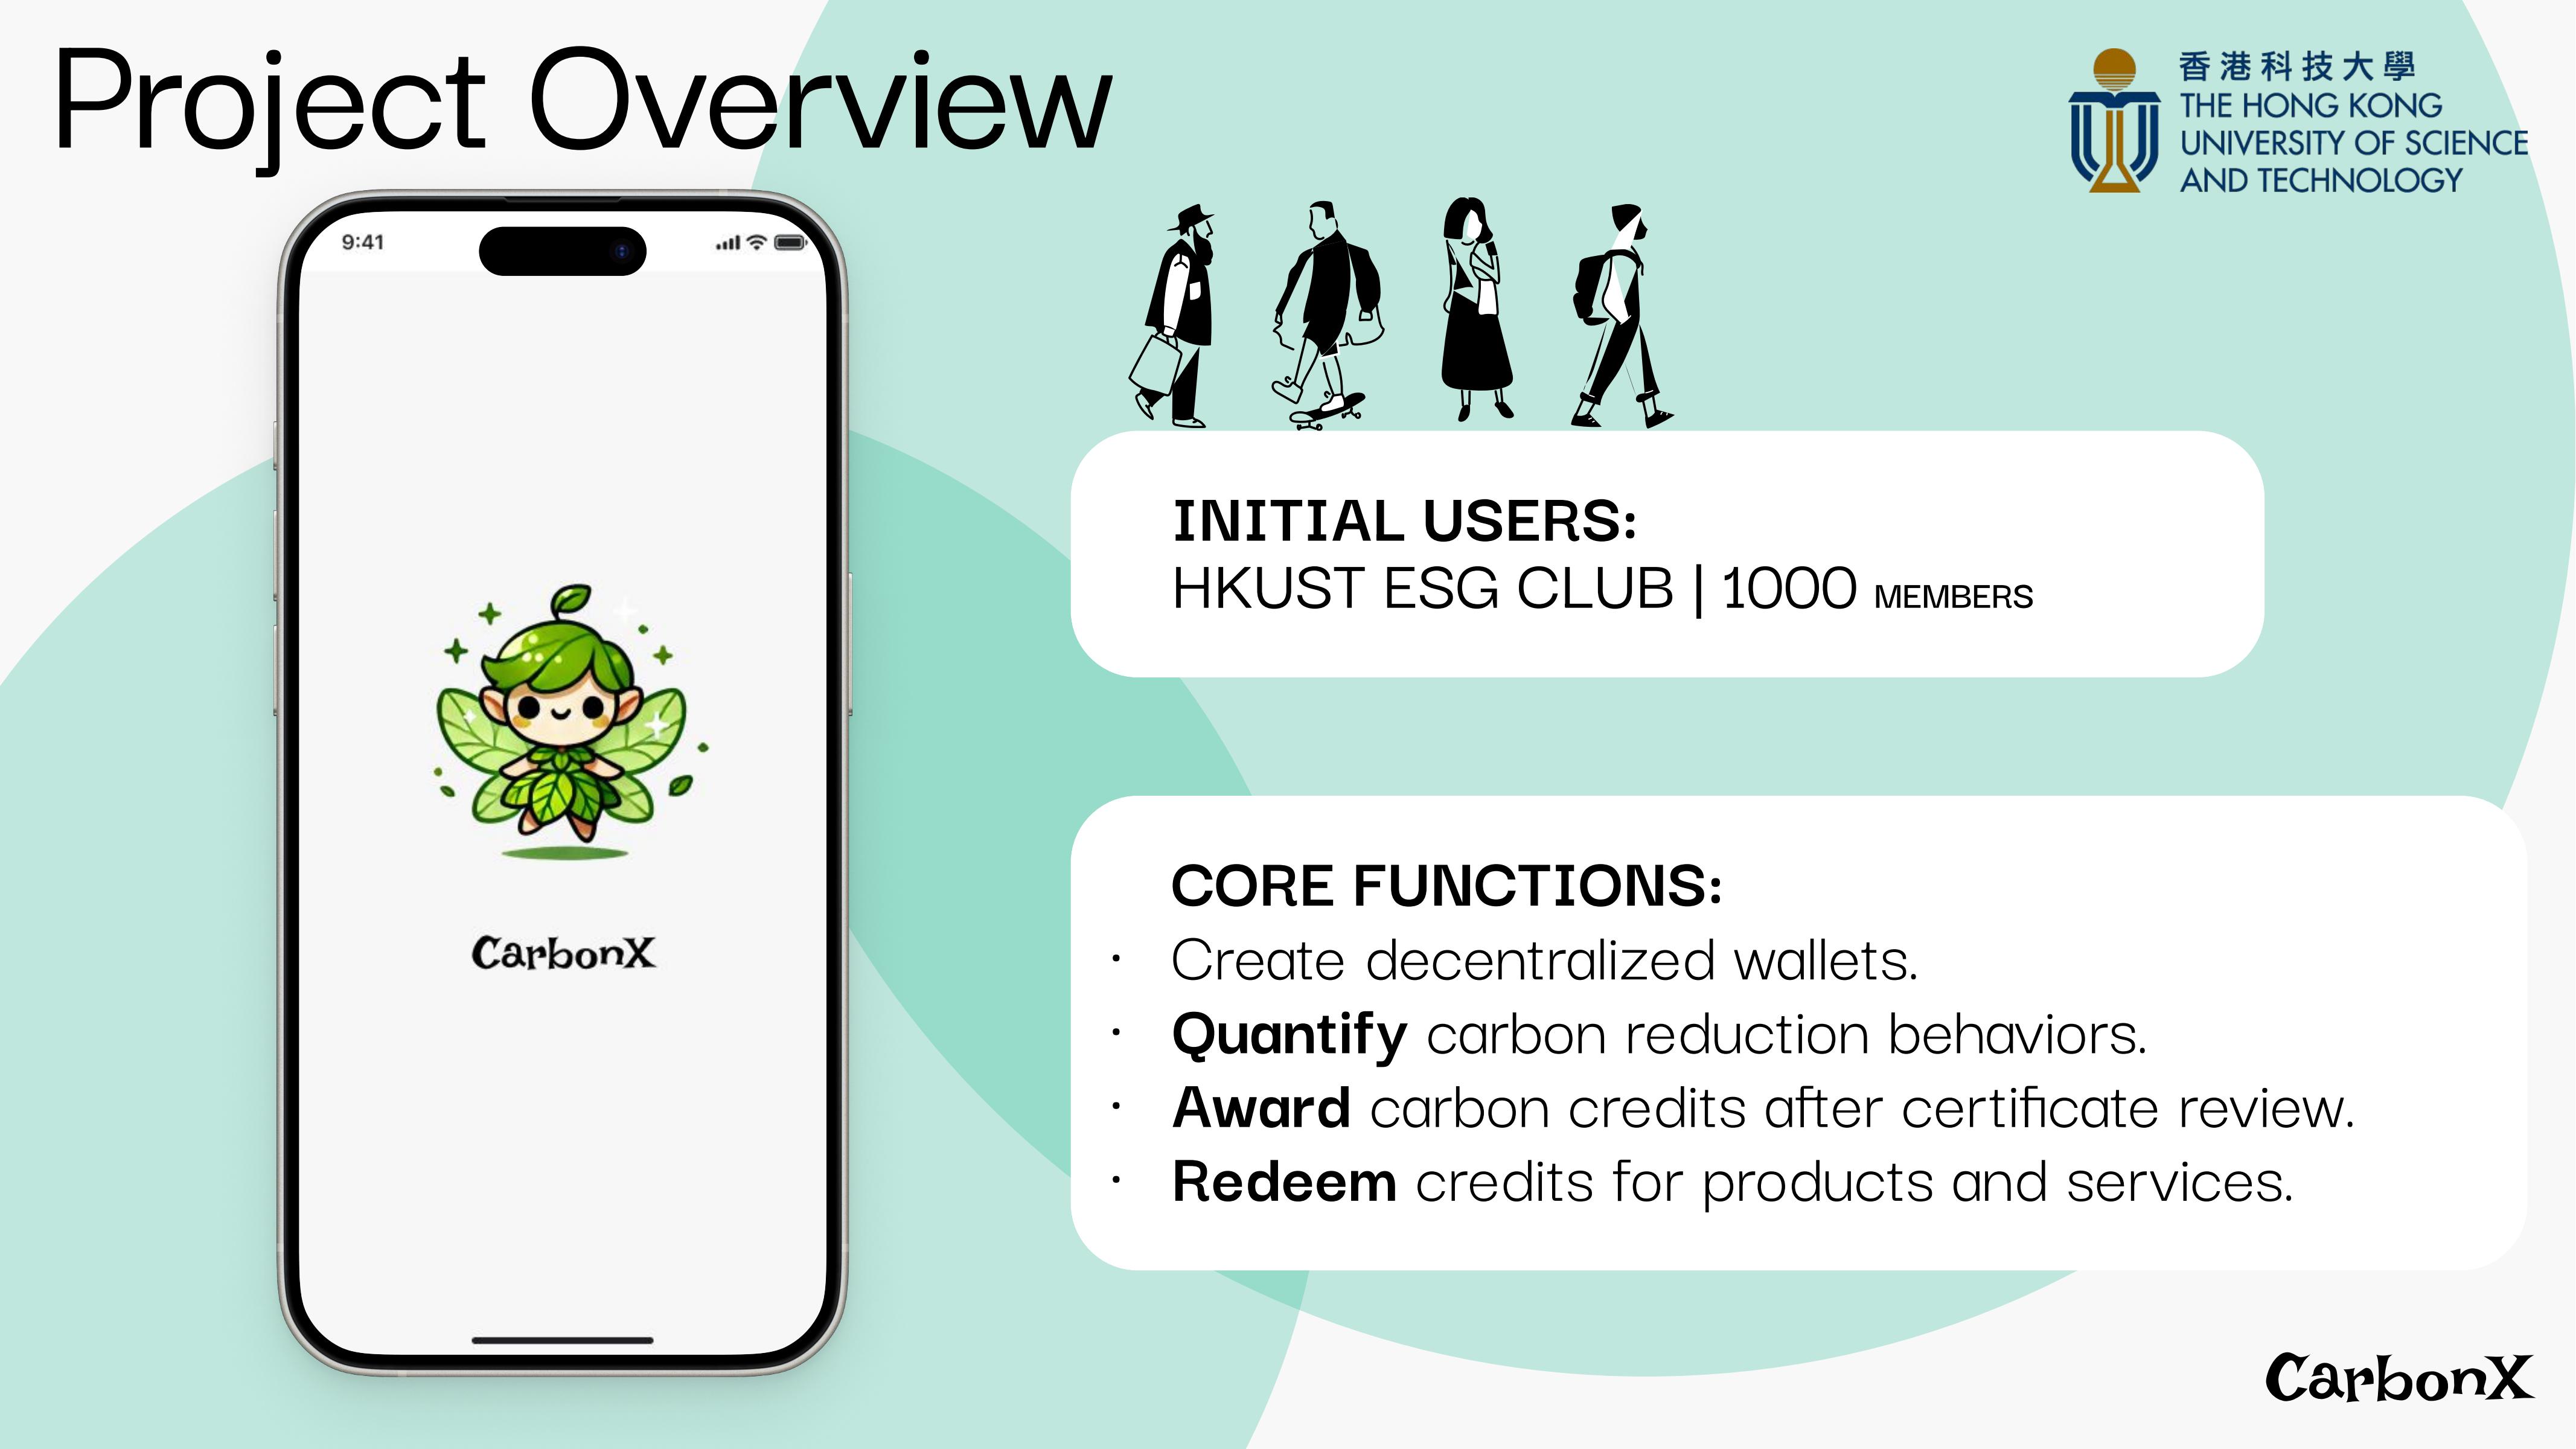 Project Overview
香港科技大學
THE HONG KONG
UNIVERSITY OF SCIENCE
AND TECHNOLOGY
9:41
CarbonX
INITIAL USERS:
HKUST ESG CLUB | 1000 MEMBERS
CORE FUNCTIONS:
· Create decentralized wallets.
· Quantify carbon reduction behaviors.
· Award carbon credits after certificate review.
· Redeem credits for products and services.
CarbonX